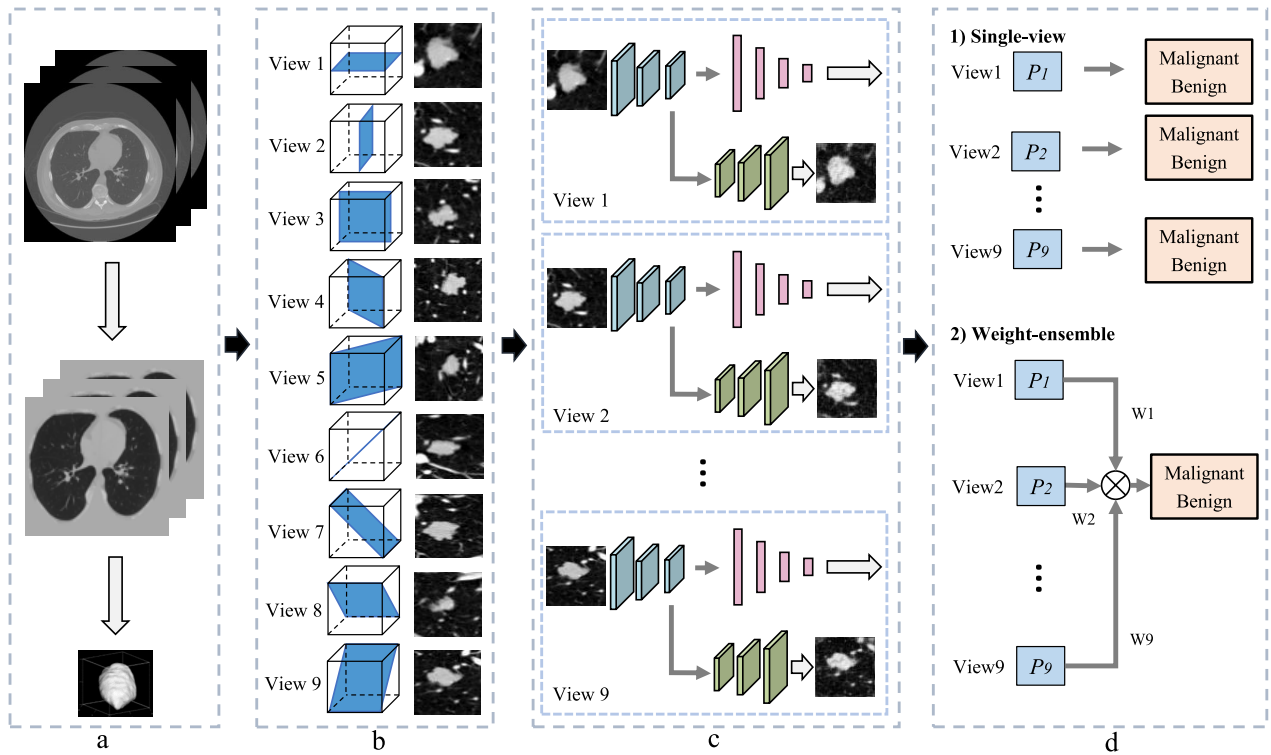 View 1
View 2
View 3
View 4
View 5
View 6
View 7
View 8
View 9
View 1
View 2
View 9
1) Single-view
View1
P1
Malignant
Benign
View2
P2
Malignant
Benign
View9
P9
Malignant
Benign
2) Weight-ensemble
View1
P1
W1
View2
P2
W2
Malignant
Benign
W9
View9
P9
a
b
c
d